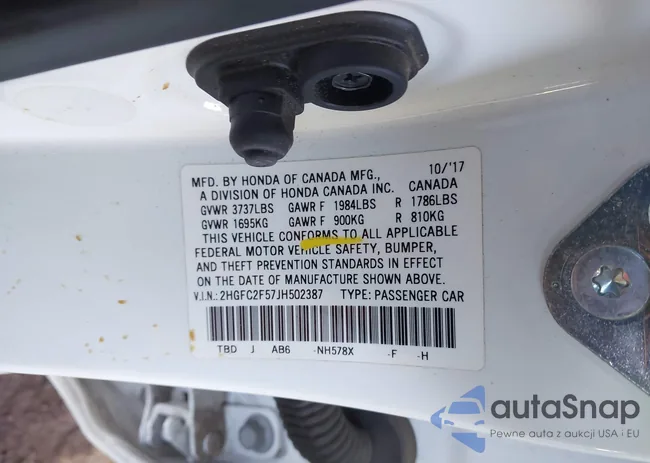 MFD. BY HONDA OF CANADA MFG., 10/'17
A DIVISION OF HONDA CANADA INC. CANADA
GVWR 3737LBS GAWR F 1984LBS R 1786LBS
GVWR 1695KG GAWR F 900KG R 810KG
THIS VEHICLE CONFORMS TO ALL APPLICABLE
FEDERAL MOTOR VEHICLE SAFETY, BUMPER,
AND THEFT PREVENTION STANDARDS IN EFFECT
ON THE DATE OF MANUFACTURE SHOWN ABOVE.
V.I.N.: 2HGFC2F57JH502387 TYPE: PASSENGER CAR
TBD J AB6 -NH578X -F -H
autaSnap
Pewne auta z aukcji USA i EU